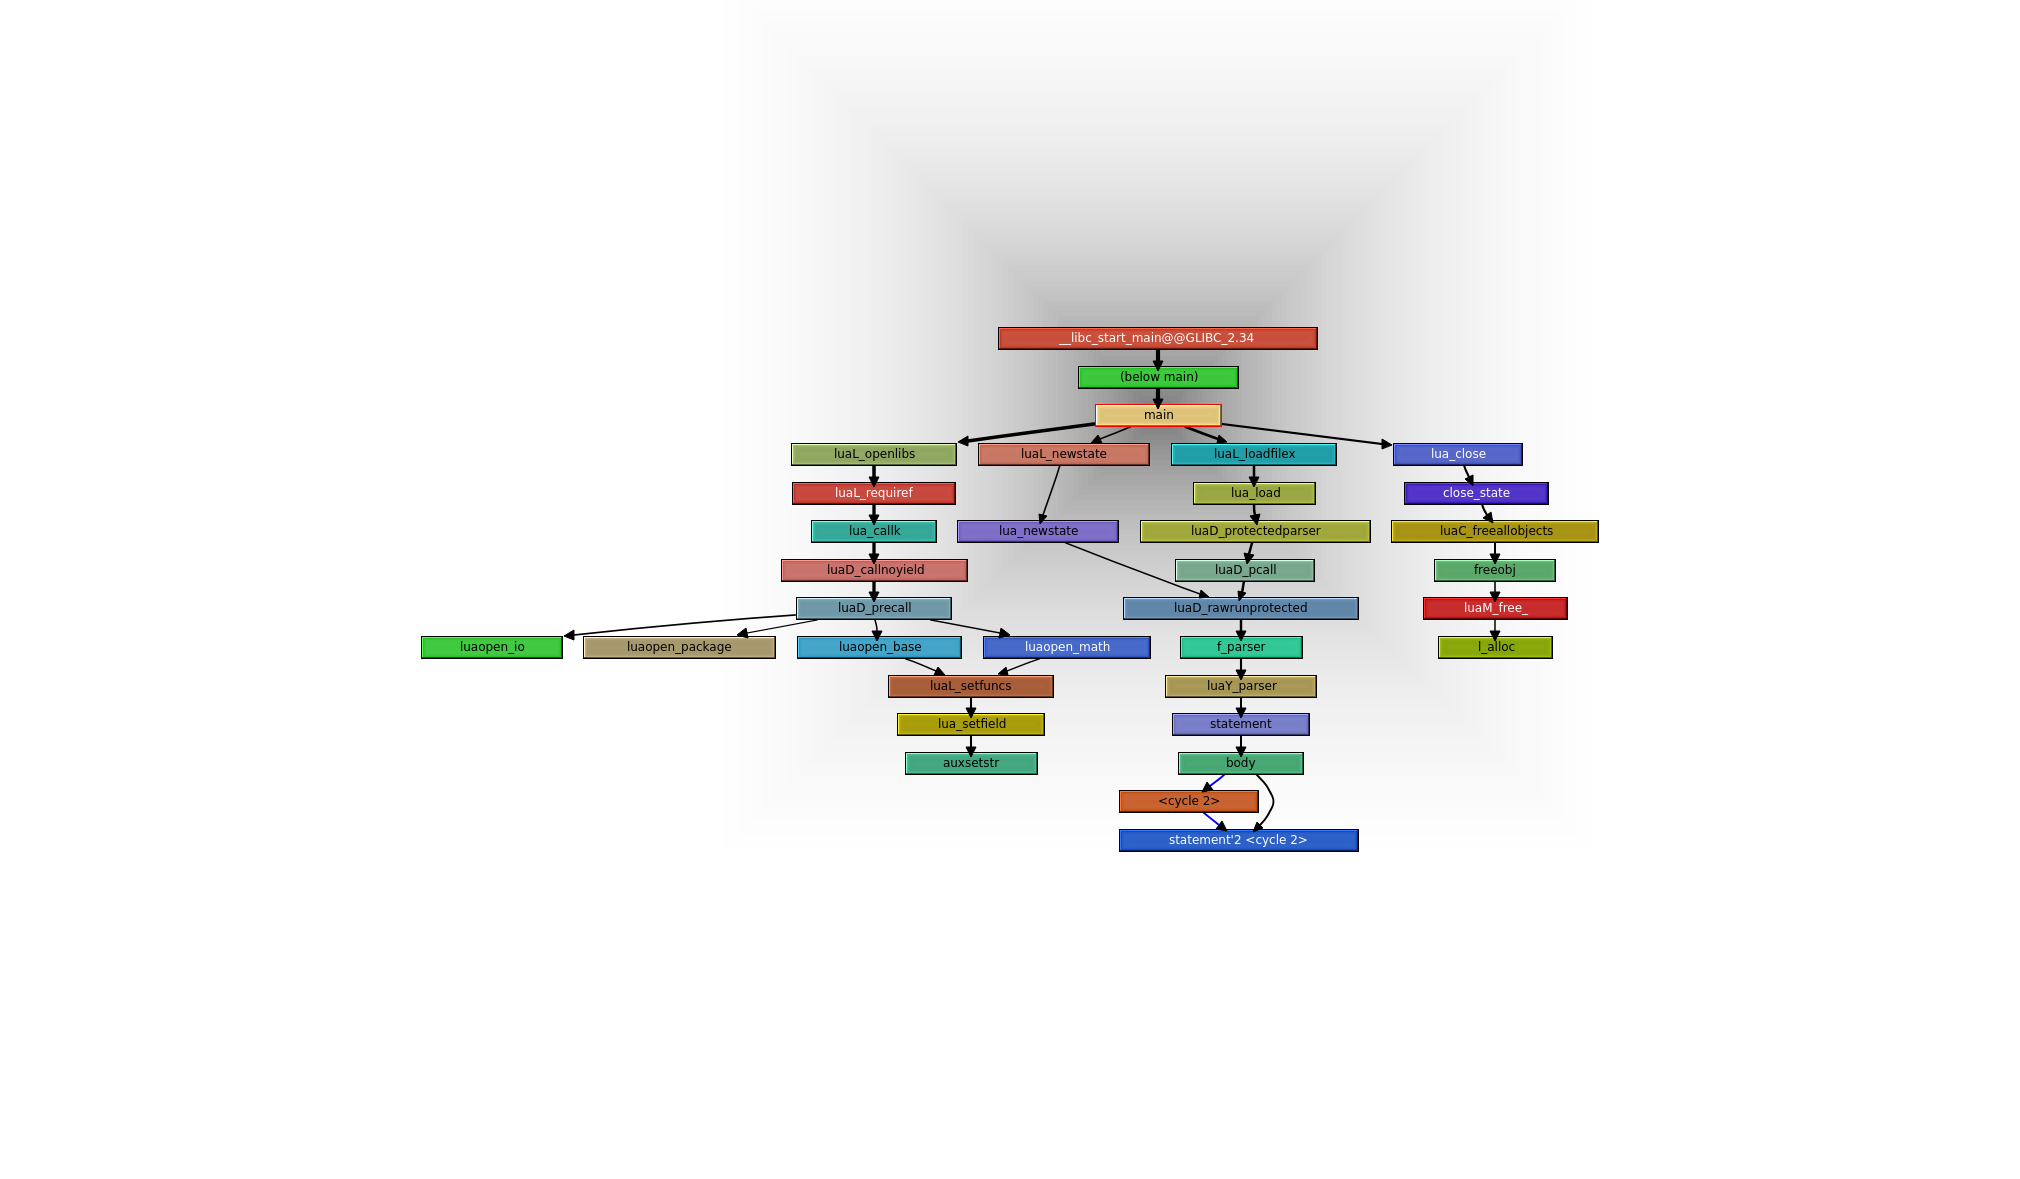 __libc_start_main@@GLIBC_2.34
(below main)
main
luaL_openlibs
luaL_newstate
luaL_loadfilex
lua_close
luaL_requiref
lua_load
close_state
lua_callk
lua_newstate
luaD_protectedparser
luaC_freeallobjects
luaD_callnoyield
luaD_pcall
freeobj
luaD_precall
luaD_rawrunprotected
luaM_free_
luaopen_io
luaopen_package
luaopen_base
luaopen_math
f_parser
l_alloc
luaL_setfuncs
luaY_parser
lua_setfield
statement
auxsetstr
body
<cycle 2>
statement'2 <cycle 2>